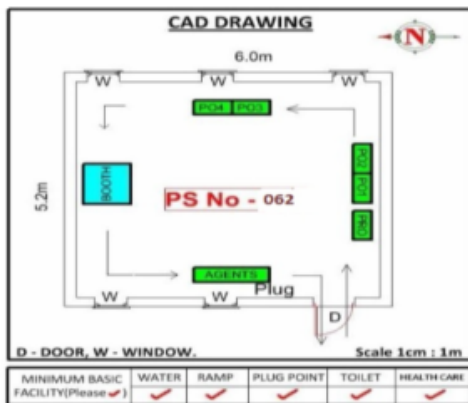 CAD DRAWING
N
6.0m
W W W
PO4 PO3
5.2m
BOOTH
PS No - 062
PO2
PO1
PRO
AGENTS
Plug
W W
D
D - DOOR, W - WINDOW.
Scale 1cm : 1m
MINIMUM BASIC FACILITY(Please ✓)
WATER RAMP PLUG POINT TOILET HEALTH CARE
✓ ✓ ✓ ✓ ✓